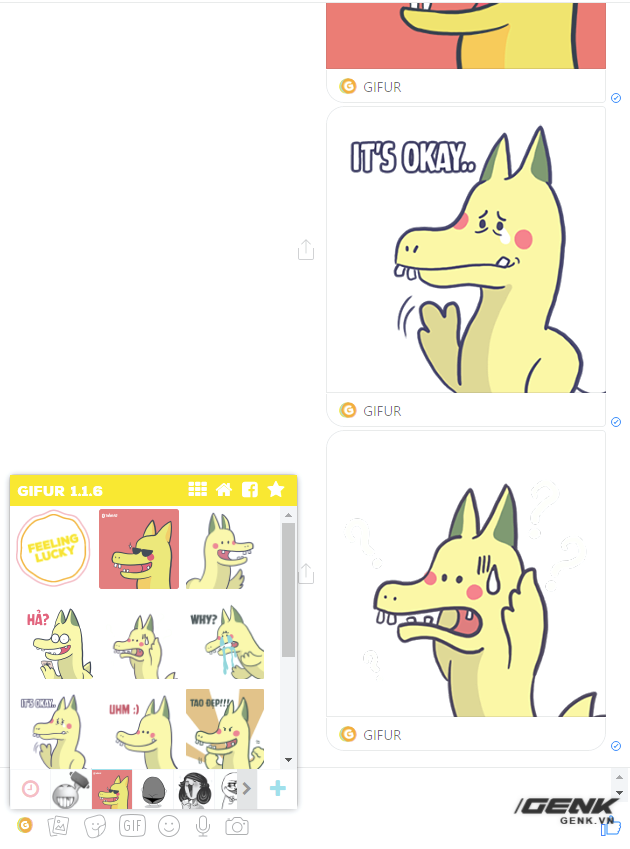 GIFUR
IT'S OKAY..
GIFUR
GIFUR
GIFUR 1.1.6
FEELING
LUCKY
HẢ?
WHY?
IT'S OKAY..
UHM :)
TAO ĐẸP!!!
GIF
GENK
GENK.VN